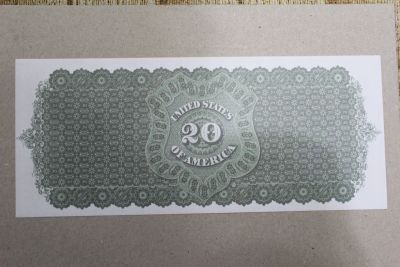 UNITED STATES
20
OF AMERICA